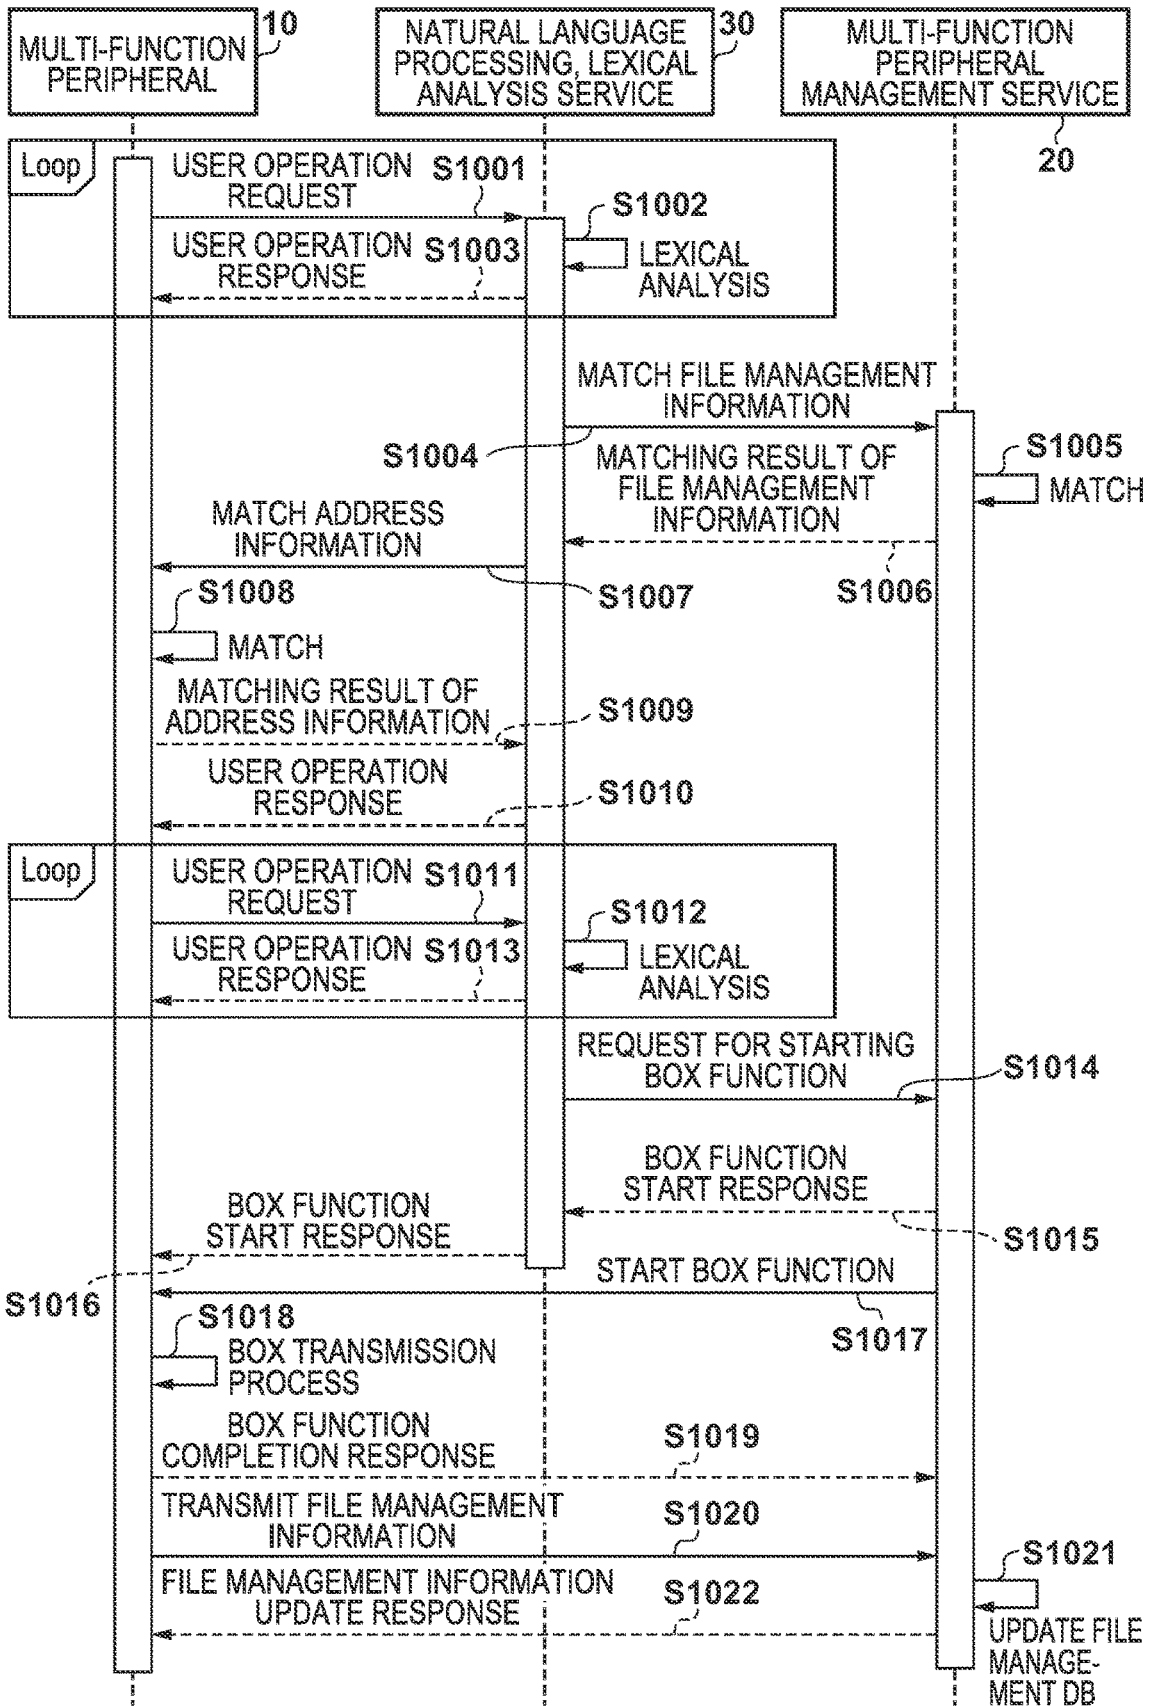 10
MULTI-FUNCTION
PERIPHERAL
30
NATURAL LANGUAGE
PROCESSING, LEXICAL
ANALYSIS SERVICE
MULTI-FUNCTION
PERIPHERAL
MANAGEMENT SERVICE
20
Loop
USER OPERATION
REQUEST
S1001
S1002
LEXICAL
ANALYSIS
USER OPERATION
RESPONSE
S1003
MATCH FILE MANAGEMENT
INFORMATION
S1004
S1005
MATCH
MATCHING RESULT OF
FILE MANAGEMENT
INFORMATION
S1006
MATCH ADDRESS
INFORMATION
S1007
S1008
MATCH
MATCHING RESULT OF
ADDRESS INFORMATION
S1009
USER OPERATION
RESPONSE
S1010
Loop
USER OPERATION
REQUEST
S1011
S1012
LEXICAL
ANALYSIS
USER OPERATION
RESPONSE
S1013
REQUEST FOR STARTING
BOX FUNCTION
S1014
BOX FUNCTION
START RESPONSE
S1015
BOX FUNCTION
START RESPONSE
S1016
START BOX FUNCTION
S1017
S1018
BOX TRANSMISSION
PROCESS
BOX FUNCTION
COMPLETION RESPONSE
S1019
TRANSMIT FILE MANAGEMENT
INFORMATION
S1020
S1021
UPDATE FILE
MANAGE-
MENT DB
FILE MANAGEMENT INFORMATION
UPDATE RESPONSE
S1022